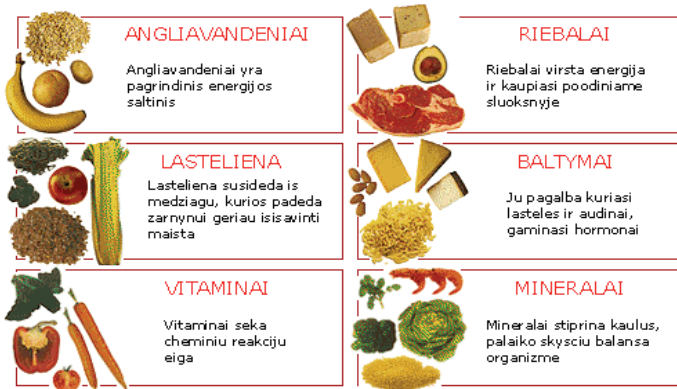 ANGLIAVANDENIAI
Angliavandeniai yra
pagrindinis energijos
saltinis
RIEBALAI
Riebalai virsta energija
ir kaupiasi poodiniame
sluoksnyje
LASTELIENA
Lasteliena susideda is
medziagu, kurios padeda
zarnynui geriau isisavinti
maista
BALTYMAI
Ju pagalba kuriasi
lasteles ir audinai,
gaminasi hormonai
VITAMINAI
Vitaminai seka
cheminiu reakciju
eiga
MINERALAI
Mineralai stiprina kaulus,
palaiko skysciu balansa
organizme